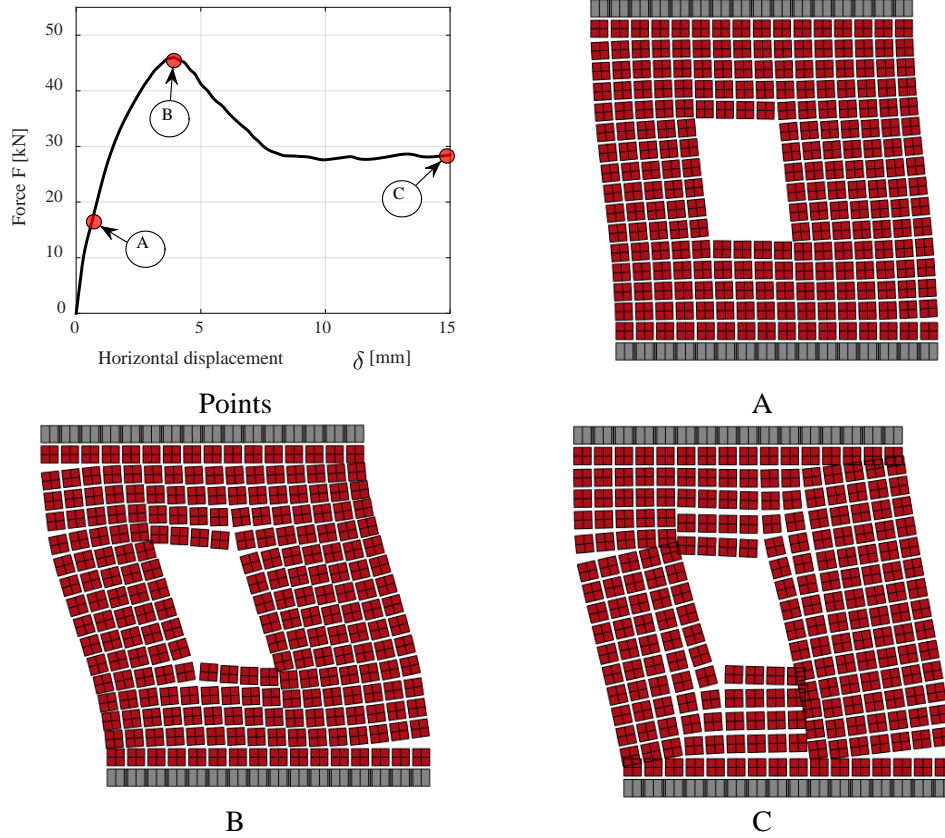 50
40
30
20
10
0
Force F [kN]
B
C
A
0
5
10
15
Horizontal displacement δ [mm]
Points
A
B
C